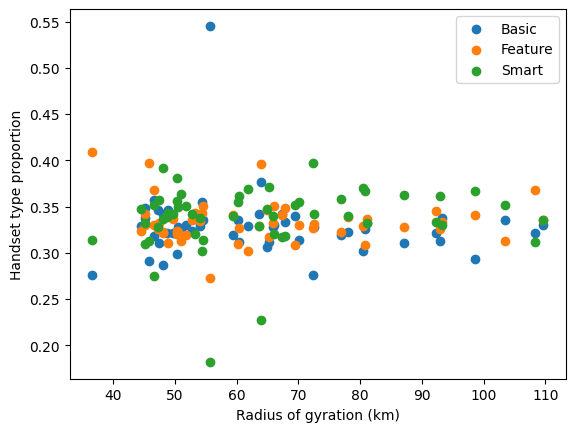 0.55
0.50
0.45
0.40
0.35
0.30
0.25
0.20
Handset type proportion
Basic
Feature
Smart
40 50 60 70 80 90 100 110
Radius of gyration (km)